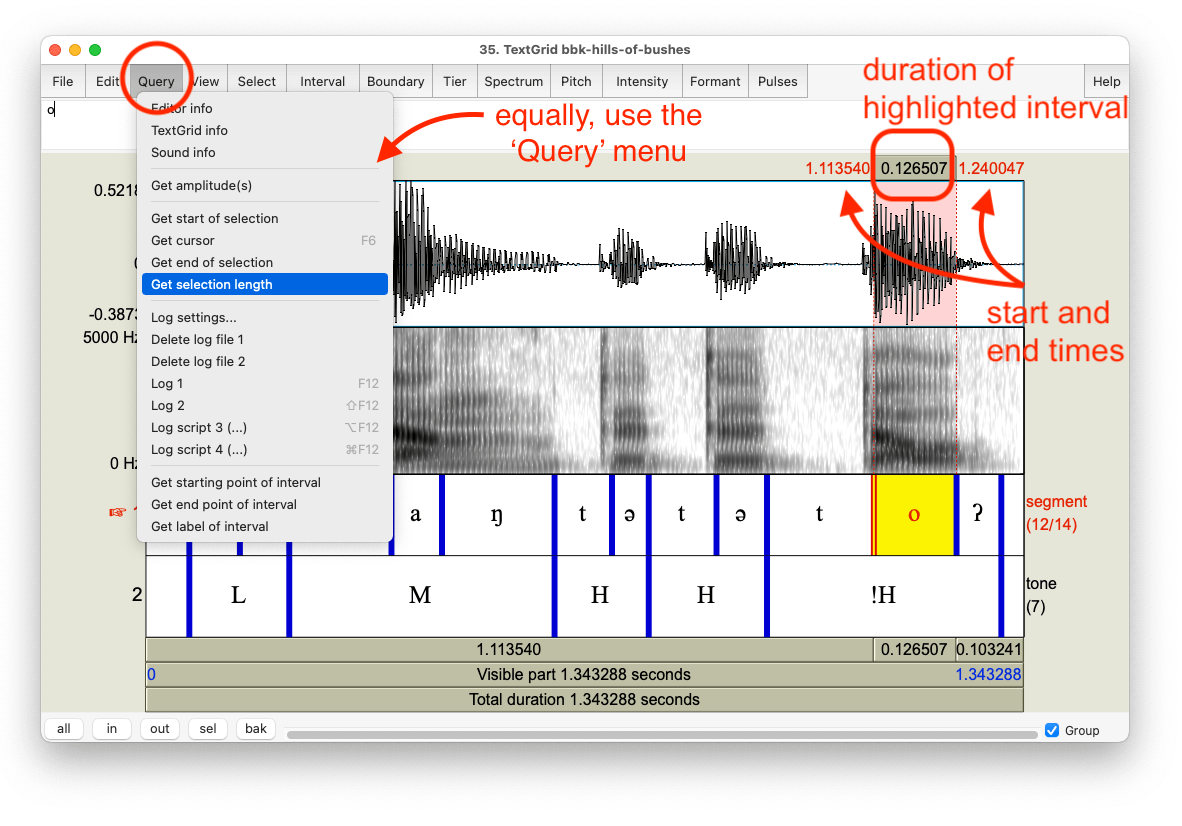 35. TextGrid bbk-hills-of-bushes
File Edit Query View Select Interval Boundary Tier Spectrum Pitch Intensity Formant Pulses Help
o
Editor info
TextGrid info
Sound info
Get amplitude(s)
Get start of selection
Get cursor F6
Get end of selection
Get selection length
Log settings...
Delete log file 1
Delete log file 2
Log 1 F12
Log 2 ⇧F12
Log script 3 (...) ⌥F12
Log script 4 (...) ⌘F12
Get starting point of interval
Get end point of interval
Get label of interval
equally, use the
‘Query’ menu
duration of
highlighted interval
1.113540 0.126507 1.240047
start and
end times
0.5218
-0.3873
5000 Hz
0 Hz
a ŋ t ə t ə t o ʔ
segment
(12/14)
2 L M H H !H
tone
(7)
1.113540 0.126507 0.103241
0 Visible part 1.343288 seconds 1.343288
Total duration 1.343288 seconds
all in out sel bak Group